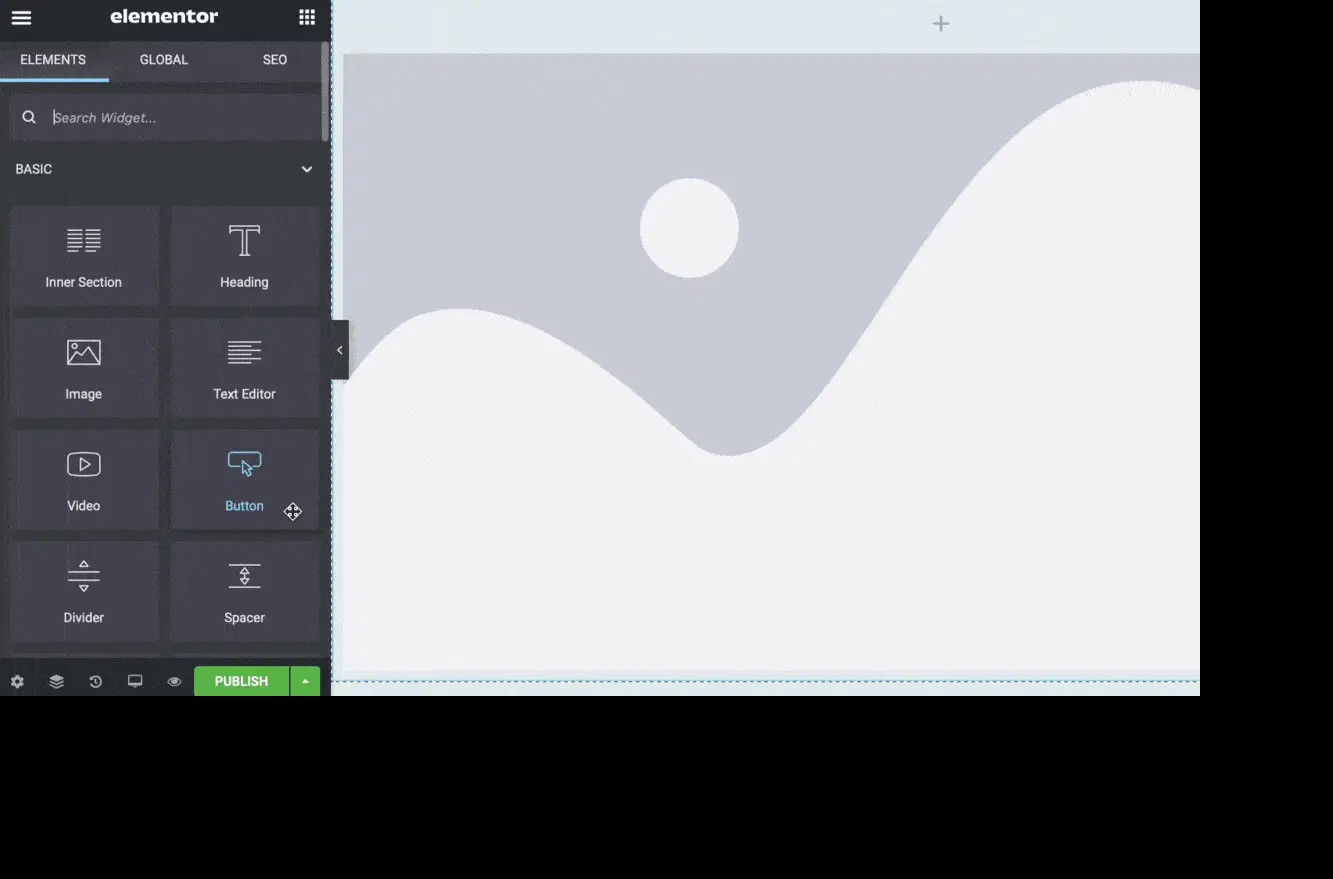 elementor
ELEMENTS GLOBAL SEO
Search Widget...
BASIC
Inner Section Heading
Image Text Editor
Video Button
Divider Spacer
PUBLISH